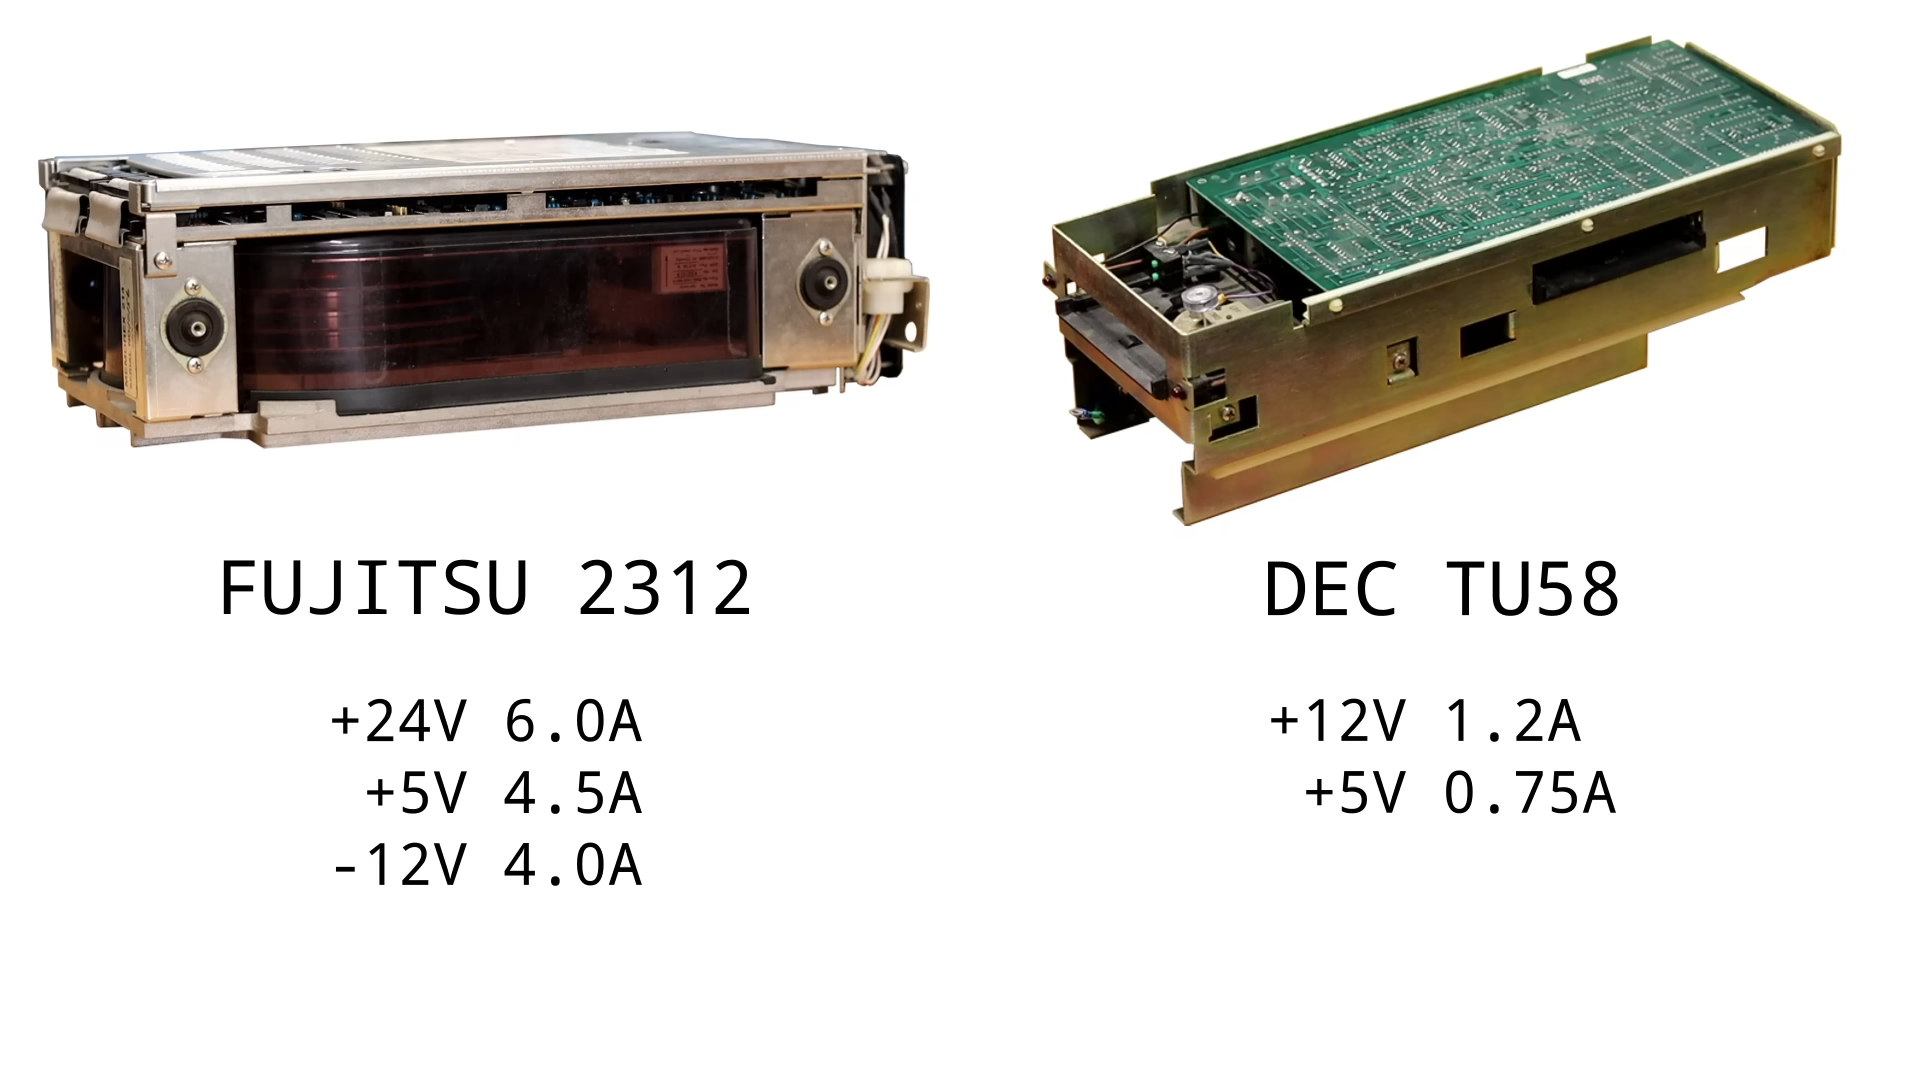 FUJITSU 2312
+24V 6.0A
+5V 4.5A
-12V 4.0A
DEC TU58
+12V 1.2A
+5V 0.75A